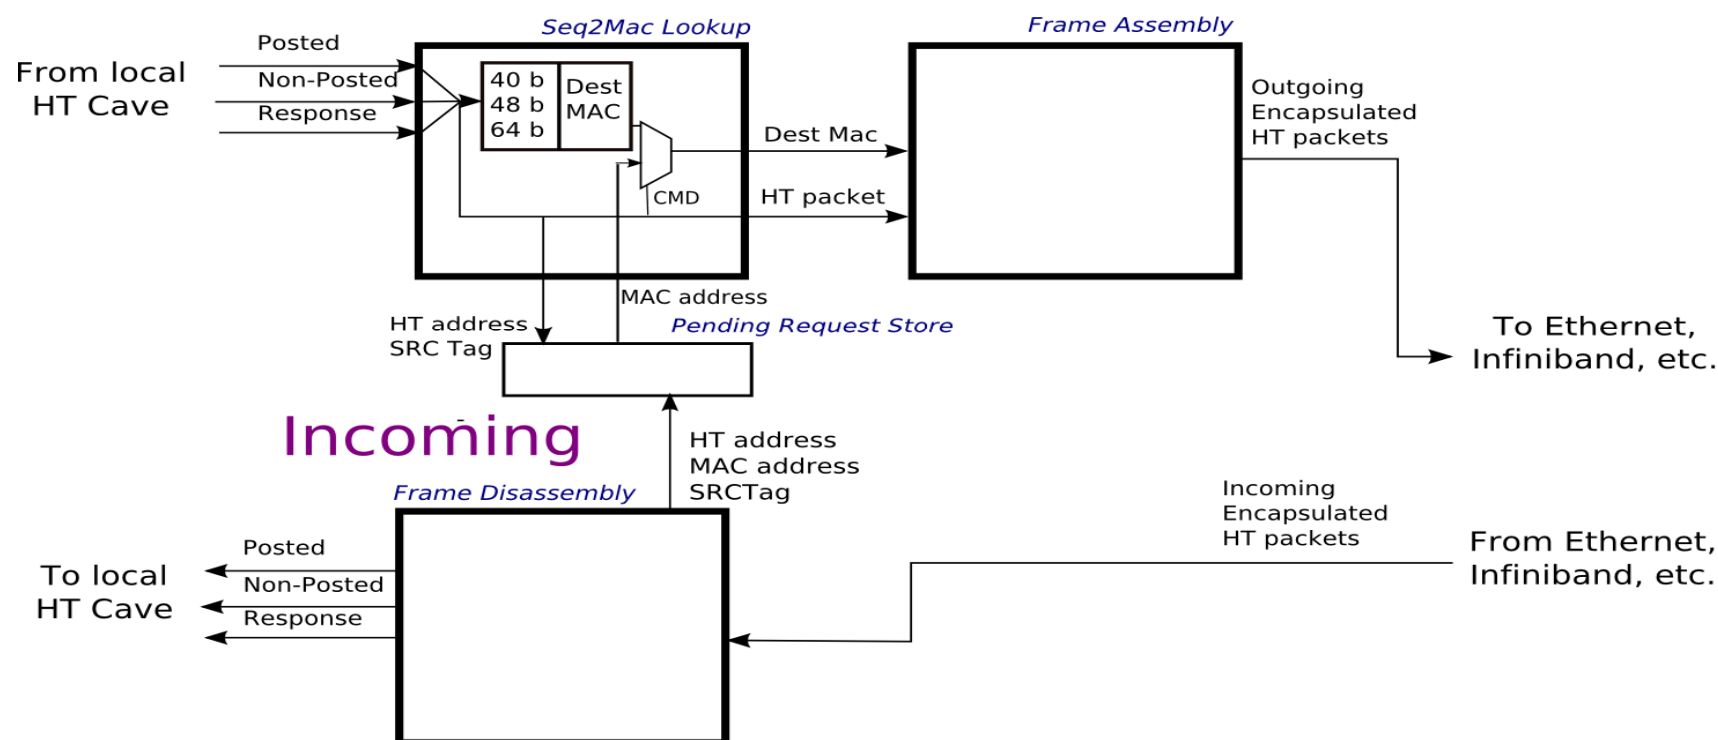 Seq2Mac Lookup
Frame Assembly
Posted
From local
HT Cave
Non-Posted
Response
40 b
48 b
64 b
Dest
MAC
Dest Mac
CMD
HT packet
Outgoing
Encapsulated
HT packets
MAC address
HT address
SRC Tag
Pending Request Store
To Ethernet,
Infiniband, etc.
Incoming
HT address
MAC address
SRCTag
Frame Disassembly
Incoming
Encapsulated
HT packets
From Ethernet,
Infiniband, etc.
Posted
To local
HT Cave
Non-Posted
Response